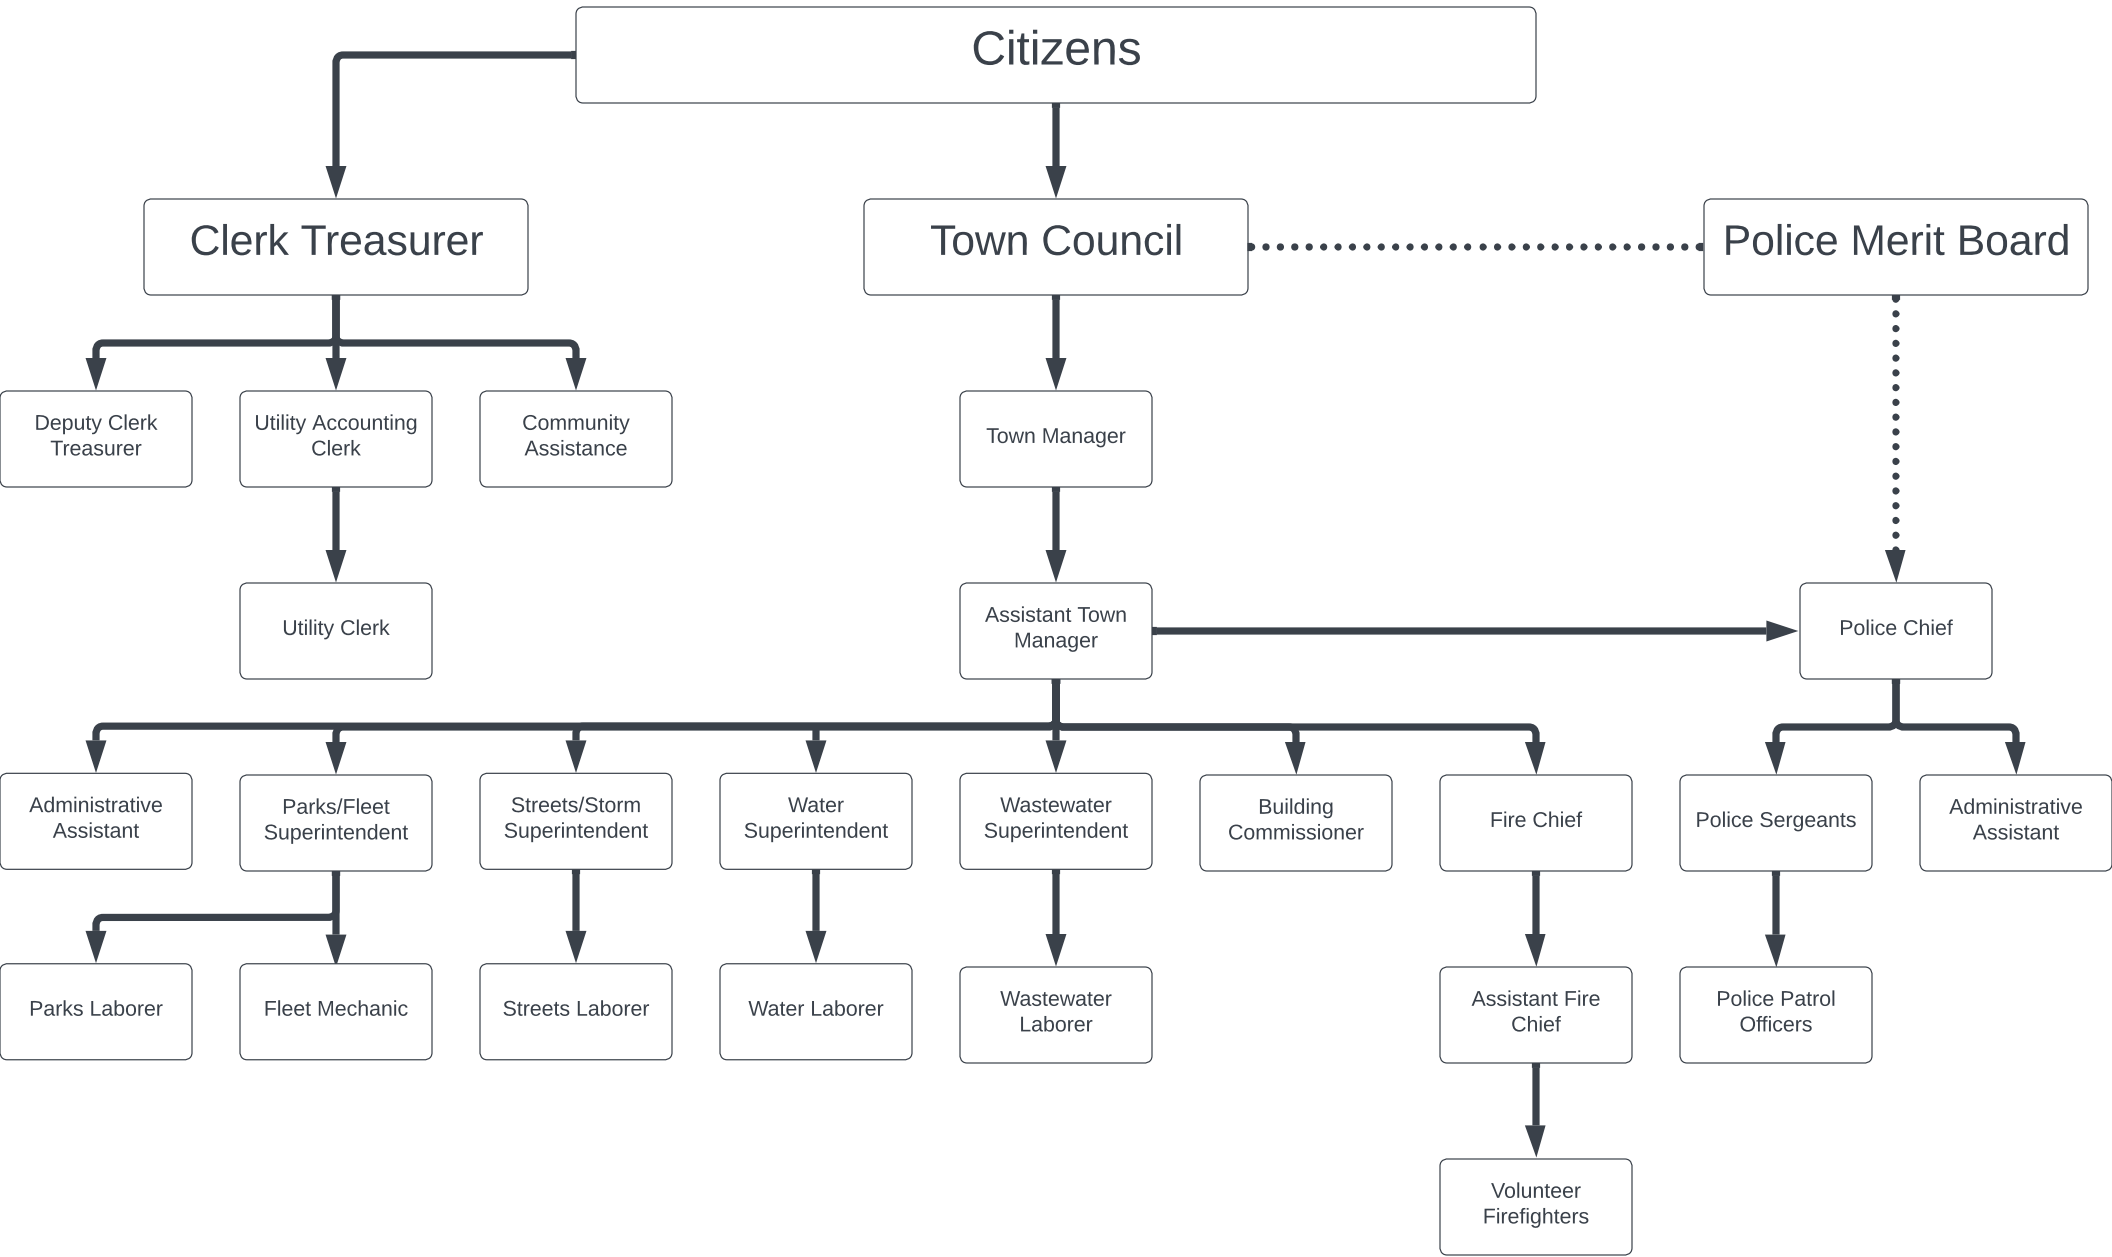 Citizens
Clerk Treasurer
Town Council
Police Merit Board
Deputy Clerk
Treasurer
Utility Accounting
Clerk
Community
Assistance
Town Manager
Utility Clerk
Assistant Town
Manager
Police Chief
Administrative
Assistant
Parks/Fleet
Superintendent
Streets/Storm
Superintendent
Water
Superintendent
Wastewater
Superintendent
Building
Commissioner
Fire Chief
Police Sergeants
Administrative
Assistant
Parks Laborer
Fleet Mechanic
Streets Laborer
Water Laborer
Wastewater
Laborer
Assistant Fire
Chief
Police Patrol
Officers
Volunteer
Firefighters